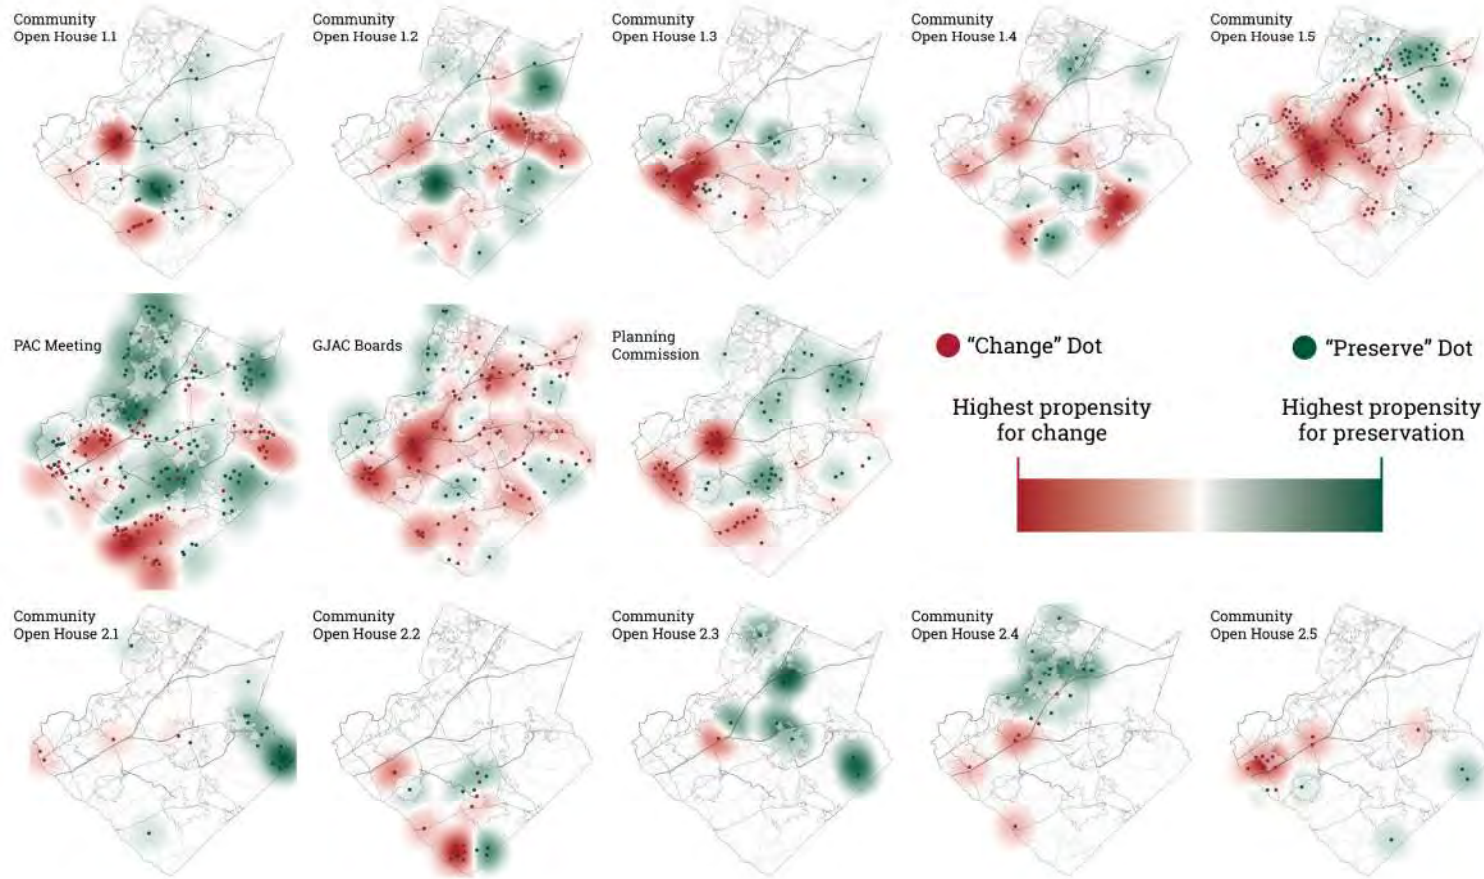 Community
Open House 1.1
Community
Open House 1.2
Community
Open House 1.3
Community
Open House 1.4
Community
Open House 1.5
PAC Meeting
GJAC Boards
Planning
Commission
"Change" Dot
"Preserve" Dot
Highest propensity
for change
Highest propensity
for preservation
Community
Open House 2.1
Community
Open House 2.2
Community
Open House 2.3
Community
Open House 2.4
Community
Open House 2.5